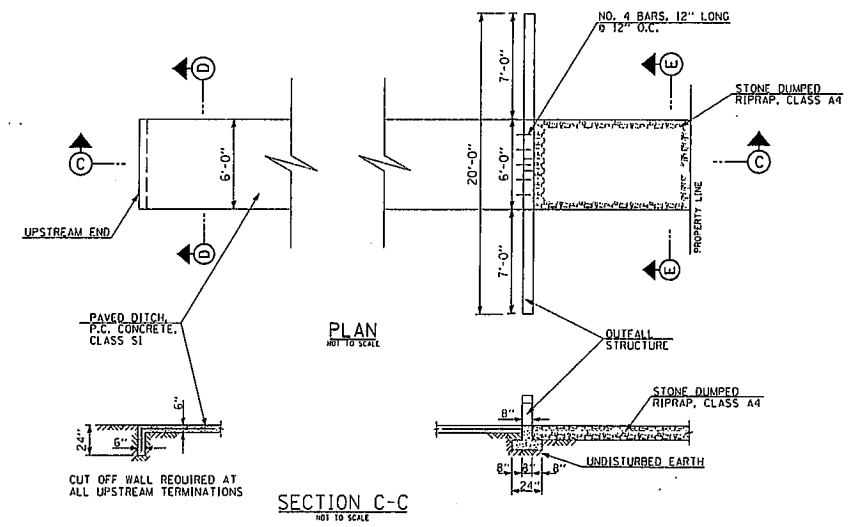 NO. 4 BARS, 12" LONG
@ 12" O.C.
D
E
7'-0"
STONE DUMPED
RIPRAP, CLASS A4
C
6'-0"
20'-0"
6'-0"
C
UPSTREAM END
D
7'-0"
E
PROPERTY LINE
PAVED DITCH,
P.C. CONCRETE,
CLASS SI
PLAN
NOT TO SCALE
OUTFALL
STRUCTURE
6"
24"
6"
8"
STONE DUMPED
RIPRAP, CLASS A4
UNDISTURBED EARTH
8" 8" 8"
24"
CUT OFF WALL REQUIRED AT
ALL UPSTREAM TERMINATIONS
SECTION C-C
NOT TO SCALE